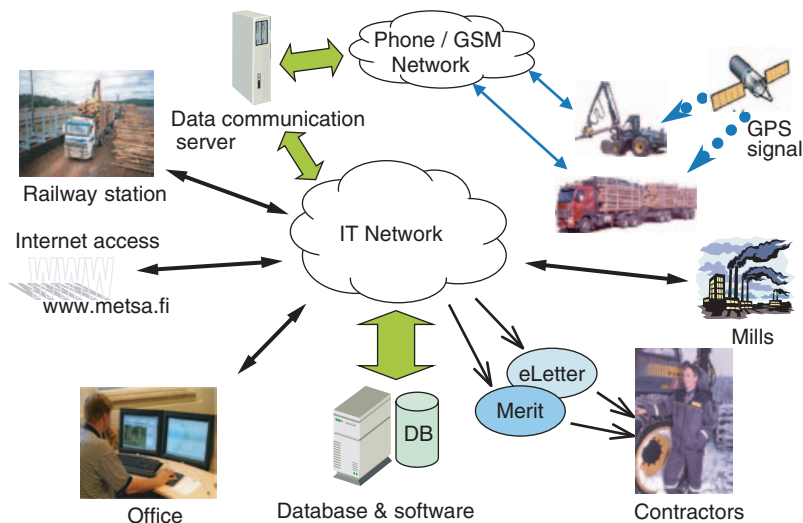 Phone / GSM
Network
Data communication
server
GPS
signal
Railway station
IT Network
Internet access
WWW
www.metsa.fi
Mills
eLetter
Merit
DB
Office
Database & software
Contractors